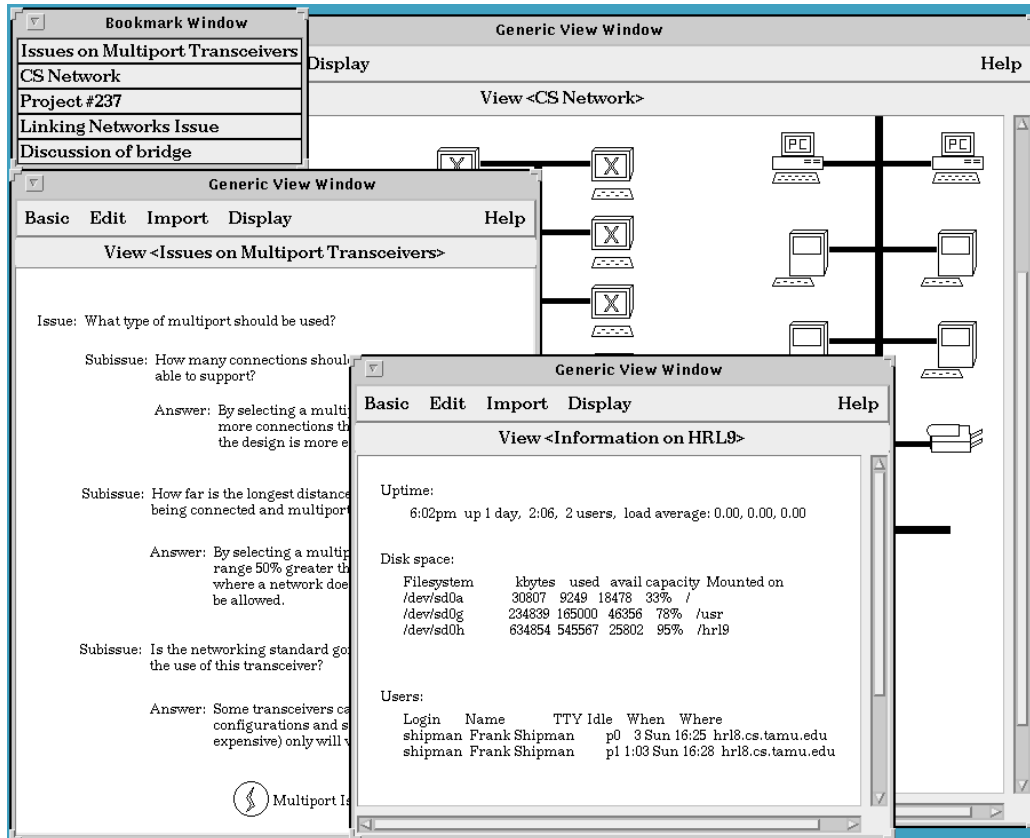 Bookmark Window
Issues on Multiport Transceivers
CS Network
Project #237
Linking Networks Issue
Discussion of bridge
Generic View Window
Display Help
View <CS Network>
X X PC PC
X
X
Generic View Window
Basic Edit Import Display Help
View <Issues on Multiport Transceivers>
Issue: What type of multiport should be used?
Subissue: How many connections should
able to support?
Answer: By selecting a multi
more connections th
the design is more e
Subissue: How far is the longest distance
being connected and multiport
Answer: By selecting a multip
range 50% greater th
where a network doe
be allowed.
Subissue: Is the networking standard go
the use of this transceiver?
Answer: Some transceivers ca
configurations and s
expensive) only will
Multiport Is
Generic View Window
Basic Edit Import Display Help
View <Information on HRL9>
Uptime:
6:02pm up 1 day, 2:06, 2 users, load average: 0.00, 0.00, 0.00
Disk space:
Filesystem kbytes used avail capacity Mounted on
/dev/sd0a 30807 9249 18478 33% /
/dev/sd0g 234839 165000 46356 78% /usr
/dev/sd0h 634854 545567 25802 95% /hrl9
Users:
Login Name TTY Idle When Where
shipman Frank Shipman p0 3 Sun 16:25 hrl8.cs.tamu.edu
shipman Frank Shipman p1 1:03 Sun 16:28 hrl8.cs.tamu.edu